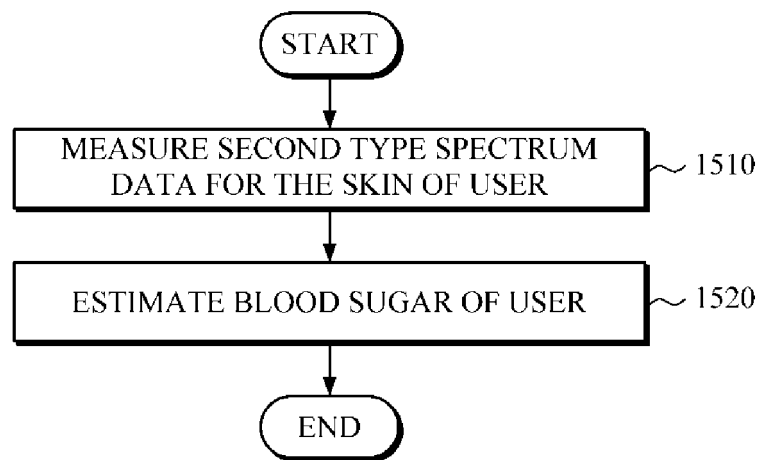 START
MEASURE SECOND TYPE SPECTRUM
DATA FOR THE SKIN OF USER
1510
ESTIMATE BLOOD SUGAR OF USER
1520
END